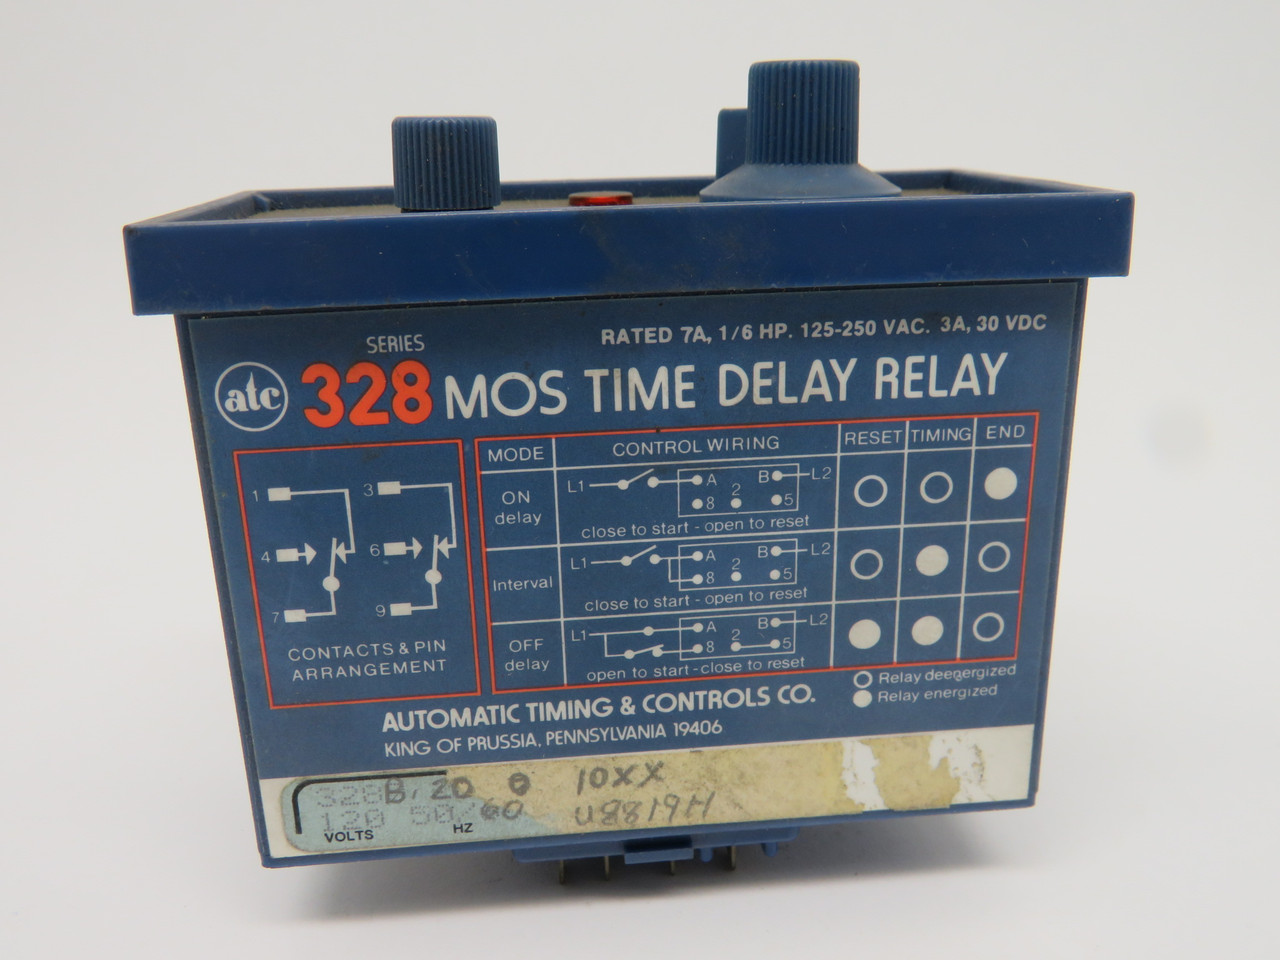 RATED 7A, 1/6 HP. 125-250 VAC. 3A, 30 VDC
SERIES
atc 328 MOS TIME DELAY RELAY
MODE CONTROL WIRING RESET TIMING END
1 3
4 6
7 9
CONTACTS & PIN
ARRANGEMENT
ON
delay
L1 A B L2
8 2 5
close to start - open to reset
Interval
L1 A B L2
8 2 5
close to start - open to reset
OFF
delay
L1 A B L2
8 2 5
open to start - close to reset
Relay deenergized
Relay energized
AUTOMATIC TIMING & CONTROLS CO.
KING OF PRUSSIA, PENNSYLVANIA 19406
328B 20 10XX
120 50/60 U8819H
VOLTS HZ